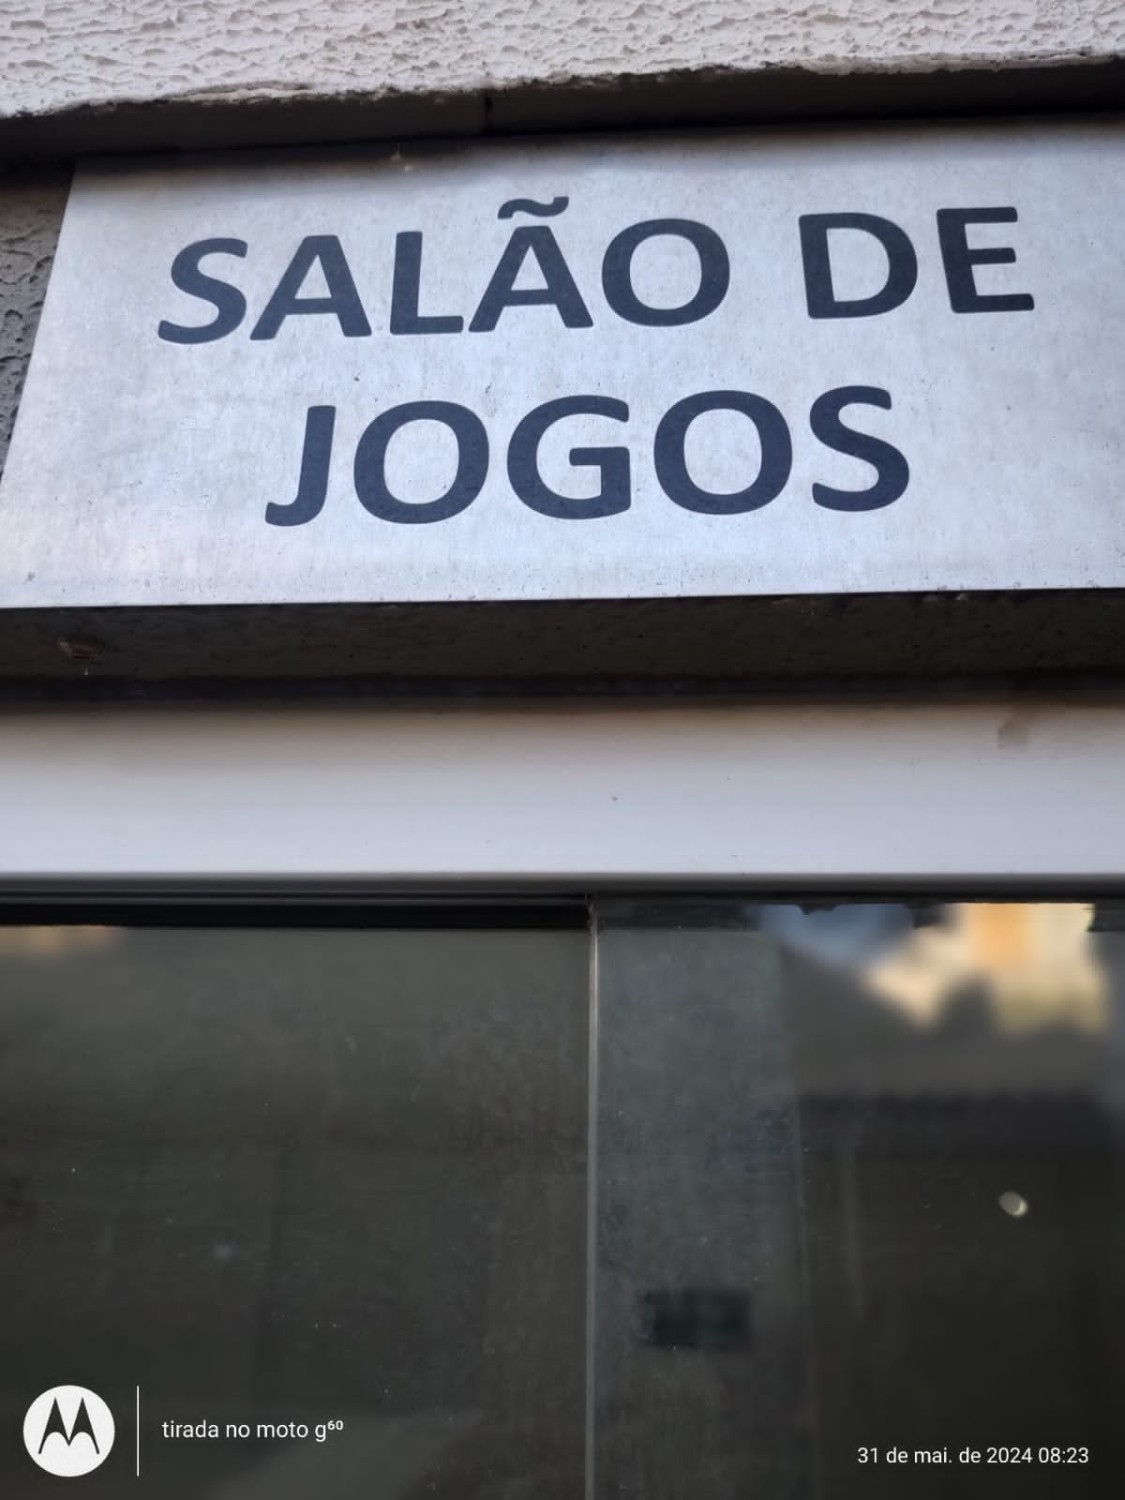 SALÃO DE
JOGOS
tirada no moto g⁶⁰
31 de mai. de 2024 08:23